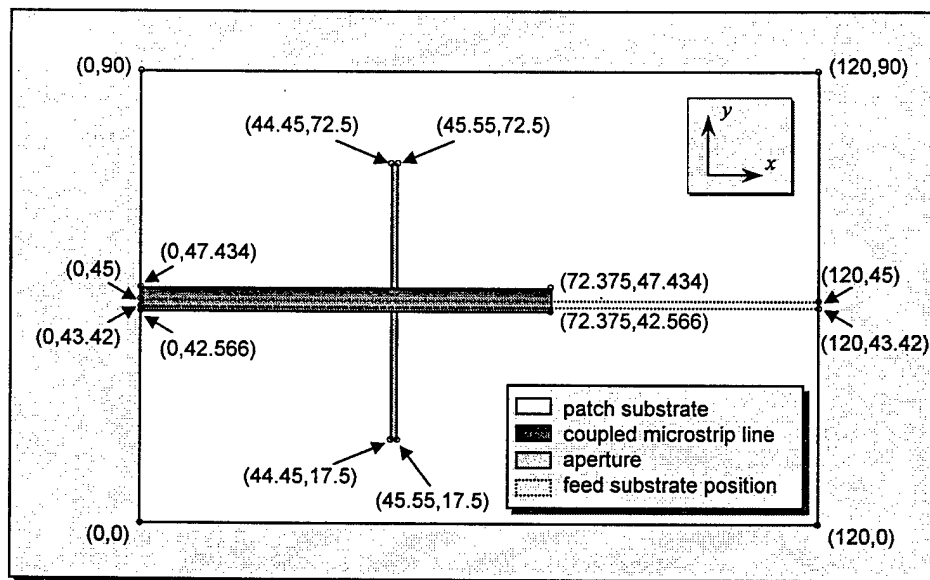 (0,90)
(120,90)
(44.45,72.5)
(45.55,72.5)
y
x
(0,47.434)
(0,45)
(72.375,47.434)
(120,45)
(0,43.42)
(0,42.566)
(72.375,42.566)
(120,43.42)
patch substrate
coupled microstrip line
aperture
feed substrate position
(44.45,17.5)
(45.55,17.5)
(0,0)
(120,0)